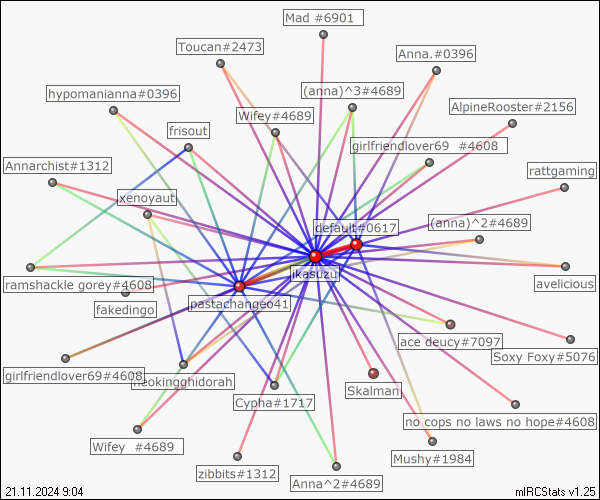 Mad #6901
Toucan#2473
Anna.#0396
hypomanianna#0396
(anna)^3#4689
AlpineRooster#2156
Wifey#4689
frisout
girlfriendlover69 #4608
Annarchist#1312
rattgaming
xenoyaut
default#0617
(anna)^2#4689
jkasuzu
ramshackle gorey#4608
avelicious
pastachangeo41
fakedingo
ace deucy#7097
Soxy Foxy#5076
girlfriendlover69#4608
neokingghidorah
Skalman
Cypha#1717
no cops no laws no hope#4608
Wifey #4689
Mushy#1984
zibbits#1312
Anna^2#4689
21.11.2024 9:04
mIRCStats v1.25